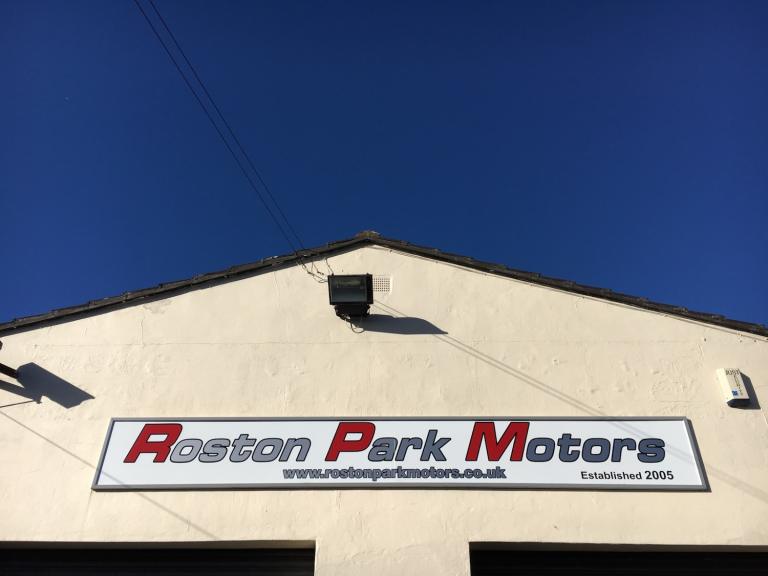 Roston Park Motors
www.rostonparkmotors.co.uk
Established 2005